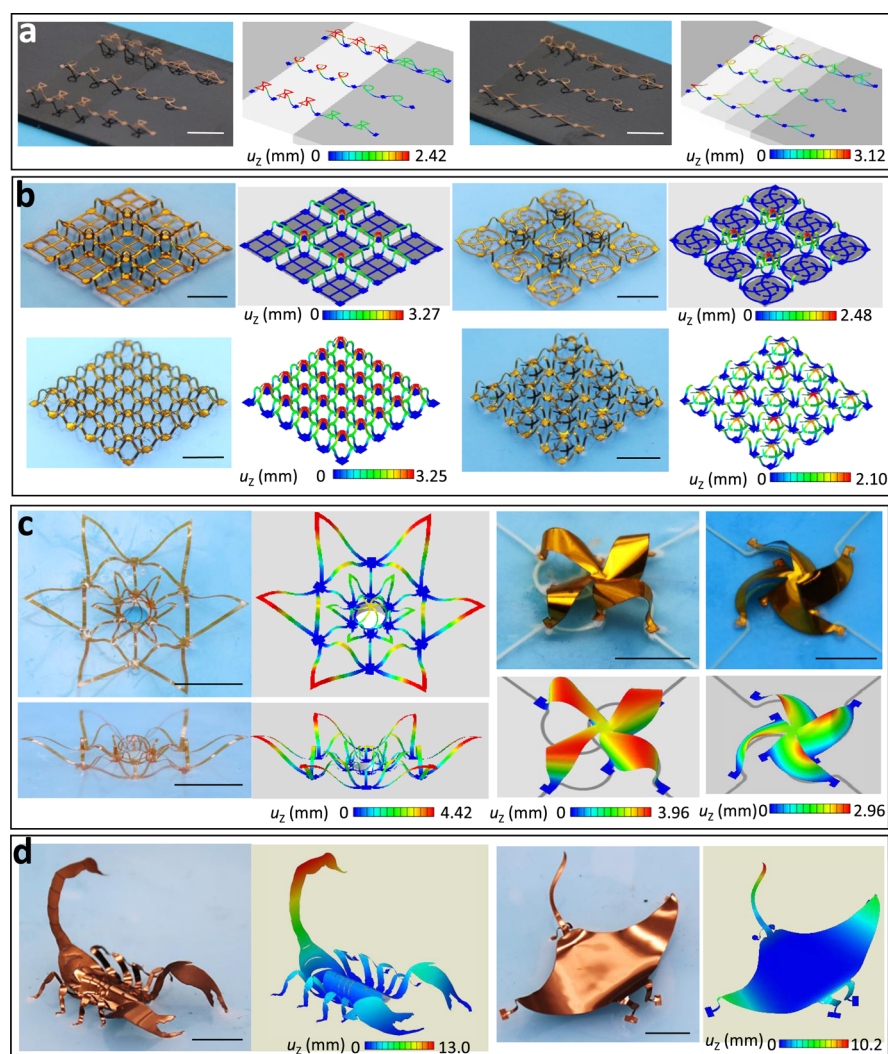 a
u_z (mm) 0 2.42
u_z (mm) 0 3.12
b
u_z (mm) 0 3.27
u_z (mm) 0 2.48
u_z (mm) 0 3.25
u_z (mm) 0 2.10
c
u_z (mm) 0 4.42
u_z (mm) 0 3.96
u_z (mm) 0 2.96
d
u_z (mm) 0 13.0
u_z (mm) 0 10.2